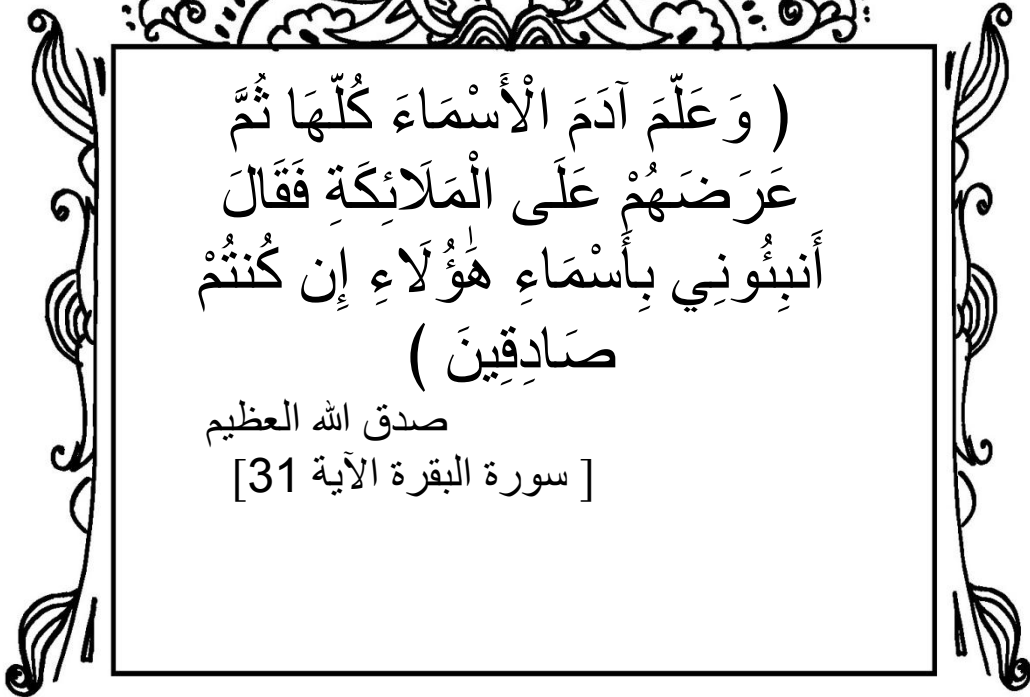 ( وَعَلَّمَ آدَمَ الْأَسْمَاءَ كُلَّهَا ثُمَّ
عَرَضَهُمْ عَلَى الْمَلَائِكَةِ فَقَالَ
أَنبِئُونِي بِأَسْمَاءِ هَٰؤُلَاءِ إِن كُنتُمْ
صَادِقِينَ )
صدق الله العظيم
[ سورة البقرة الآية 31]